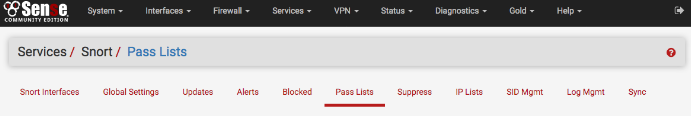 Sense
COMMUNITY EDITION
System Interfaces Firewall Services VPN Status Diagnostics Gold Help
Services / Snort / Pass Lists
Snort Interfaces Global Settings Updates Alerts Blocked Pass Lists Suppress IP Lists SID Mgmt Log Mgmt Sync